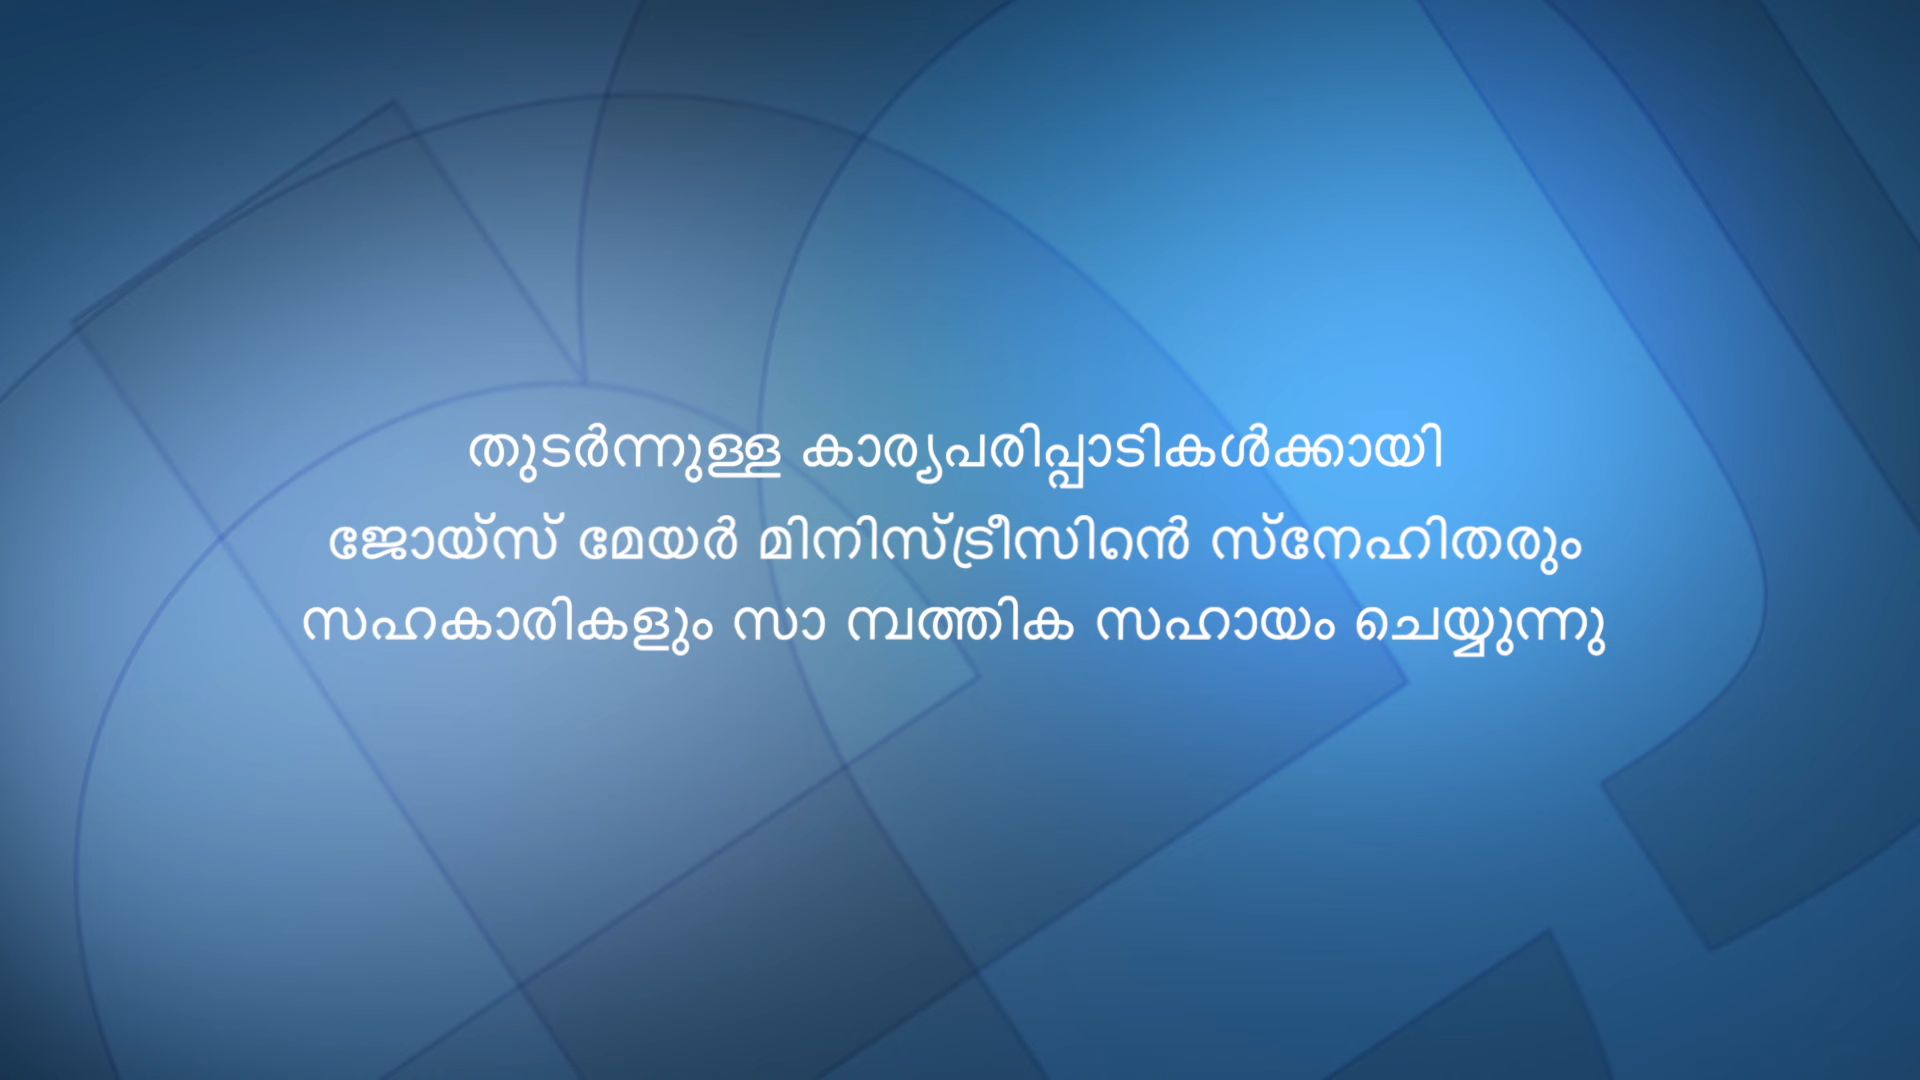 തുടർന്നുള്ള കാര്യപരിപ്പാടികൾക്കായി
ജോയ്സ് മേയർ മിനിസ്ട്രീസിൻെ സ്നേഹിതരും
സഹകാരികളും സാ മ്പത്തിക സഹായം ചെയ്യുന്നു